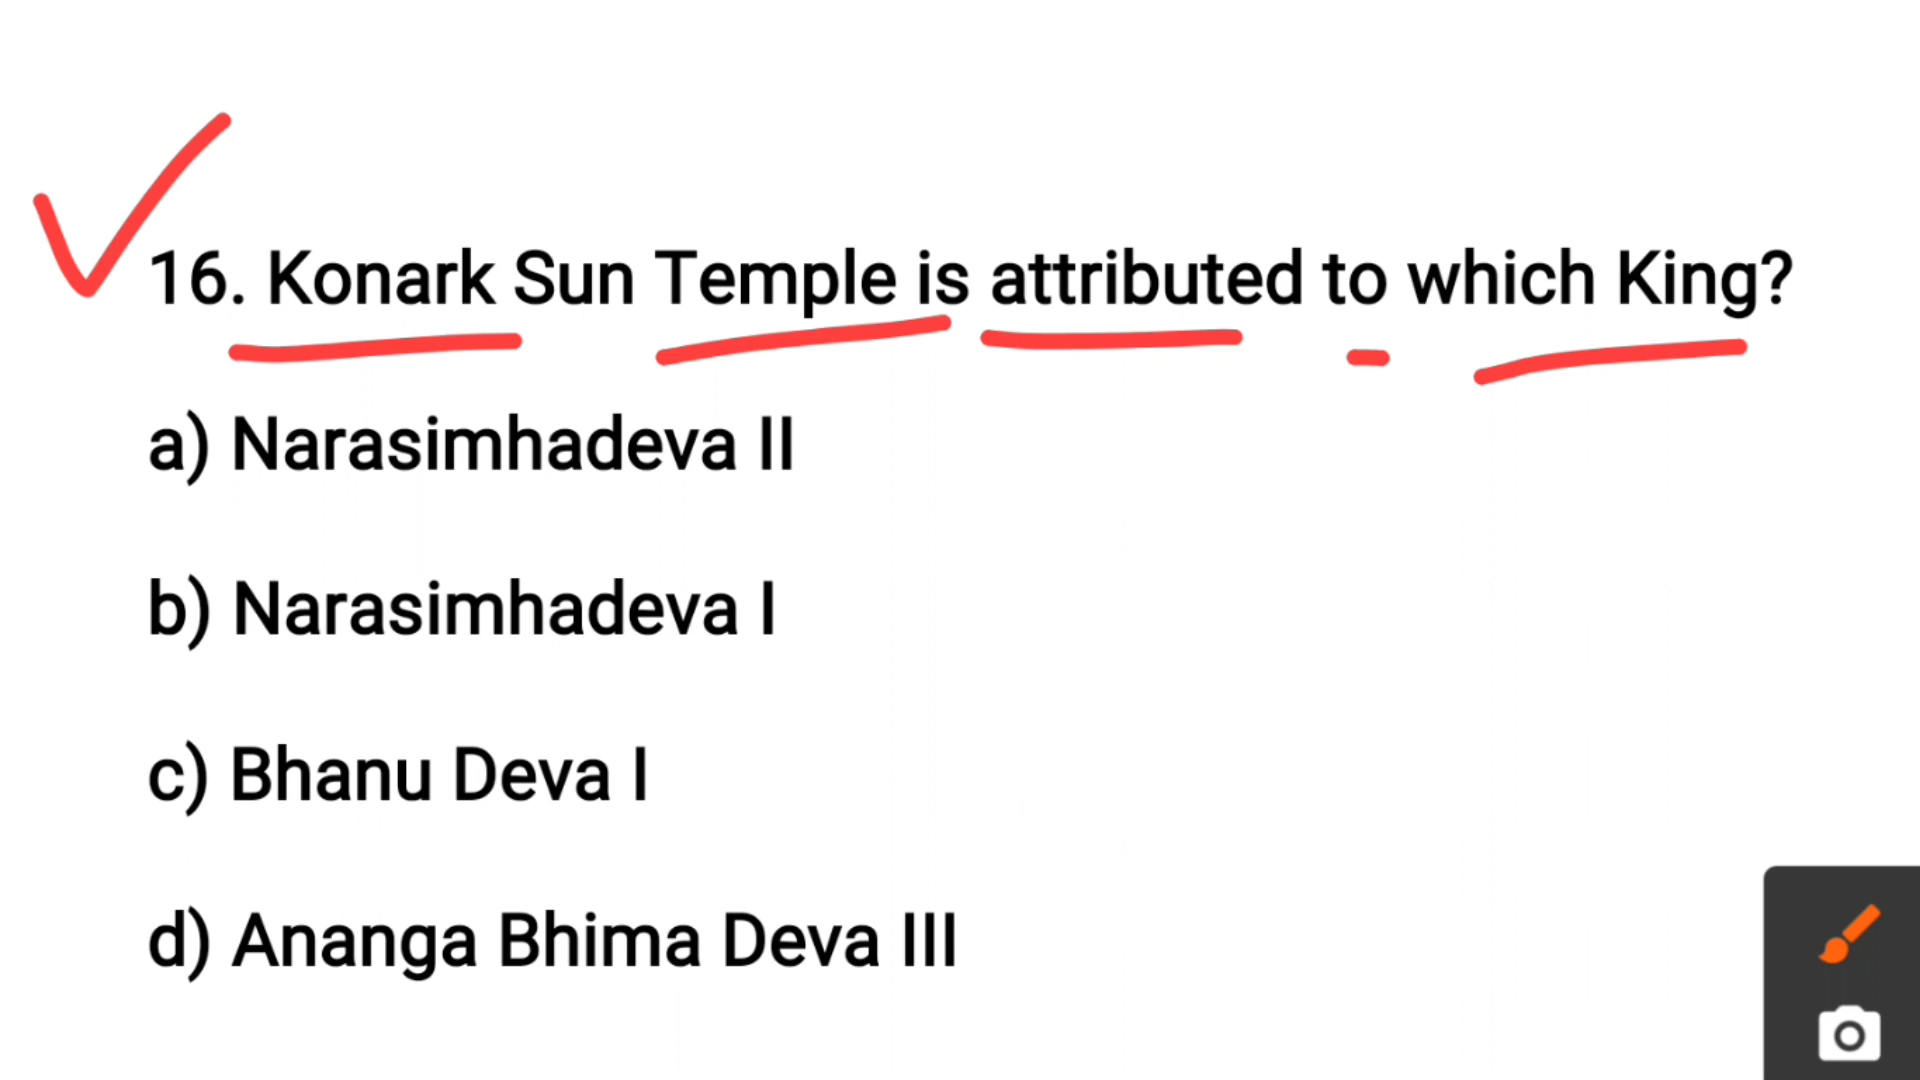 16. Konark Sun Temple is attributed to which King?
a) Narasimhadeva II
b) Narasimhadeva I
c) Bhanu Deva I
d) Ananga Bhima Deva III